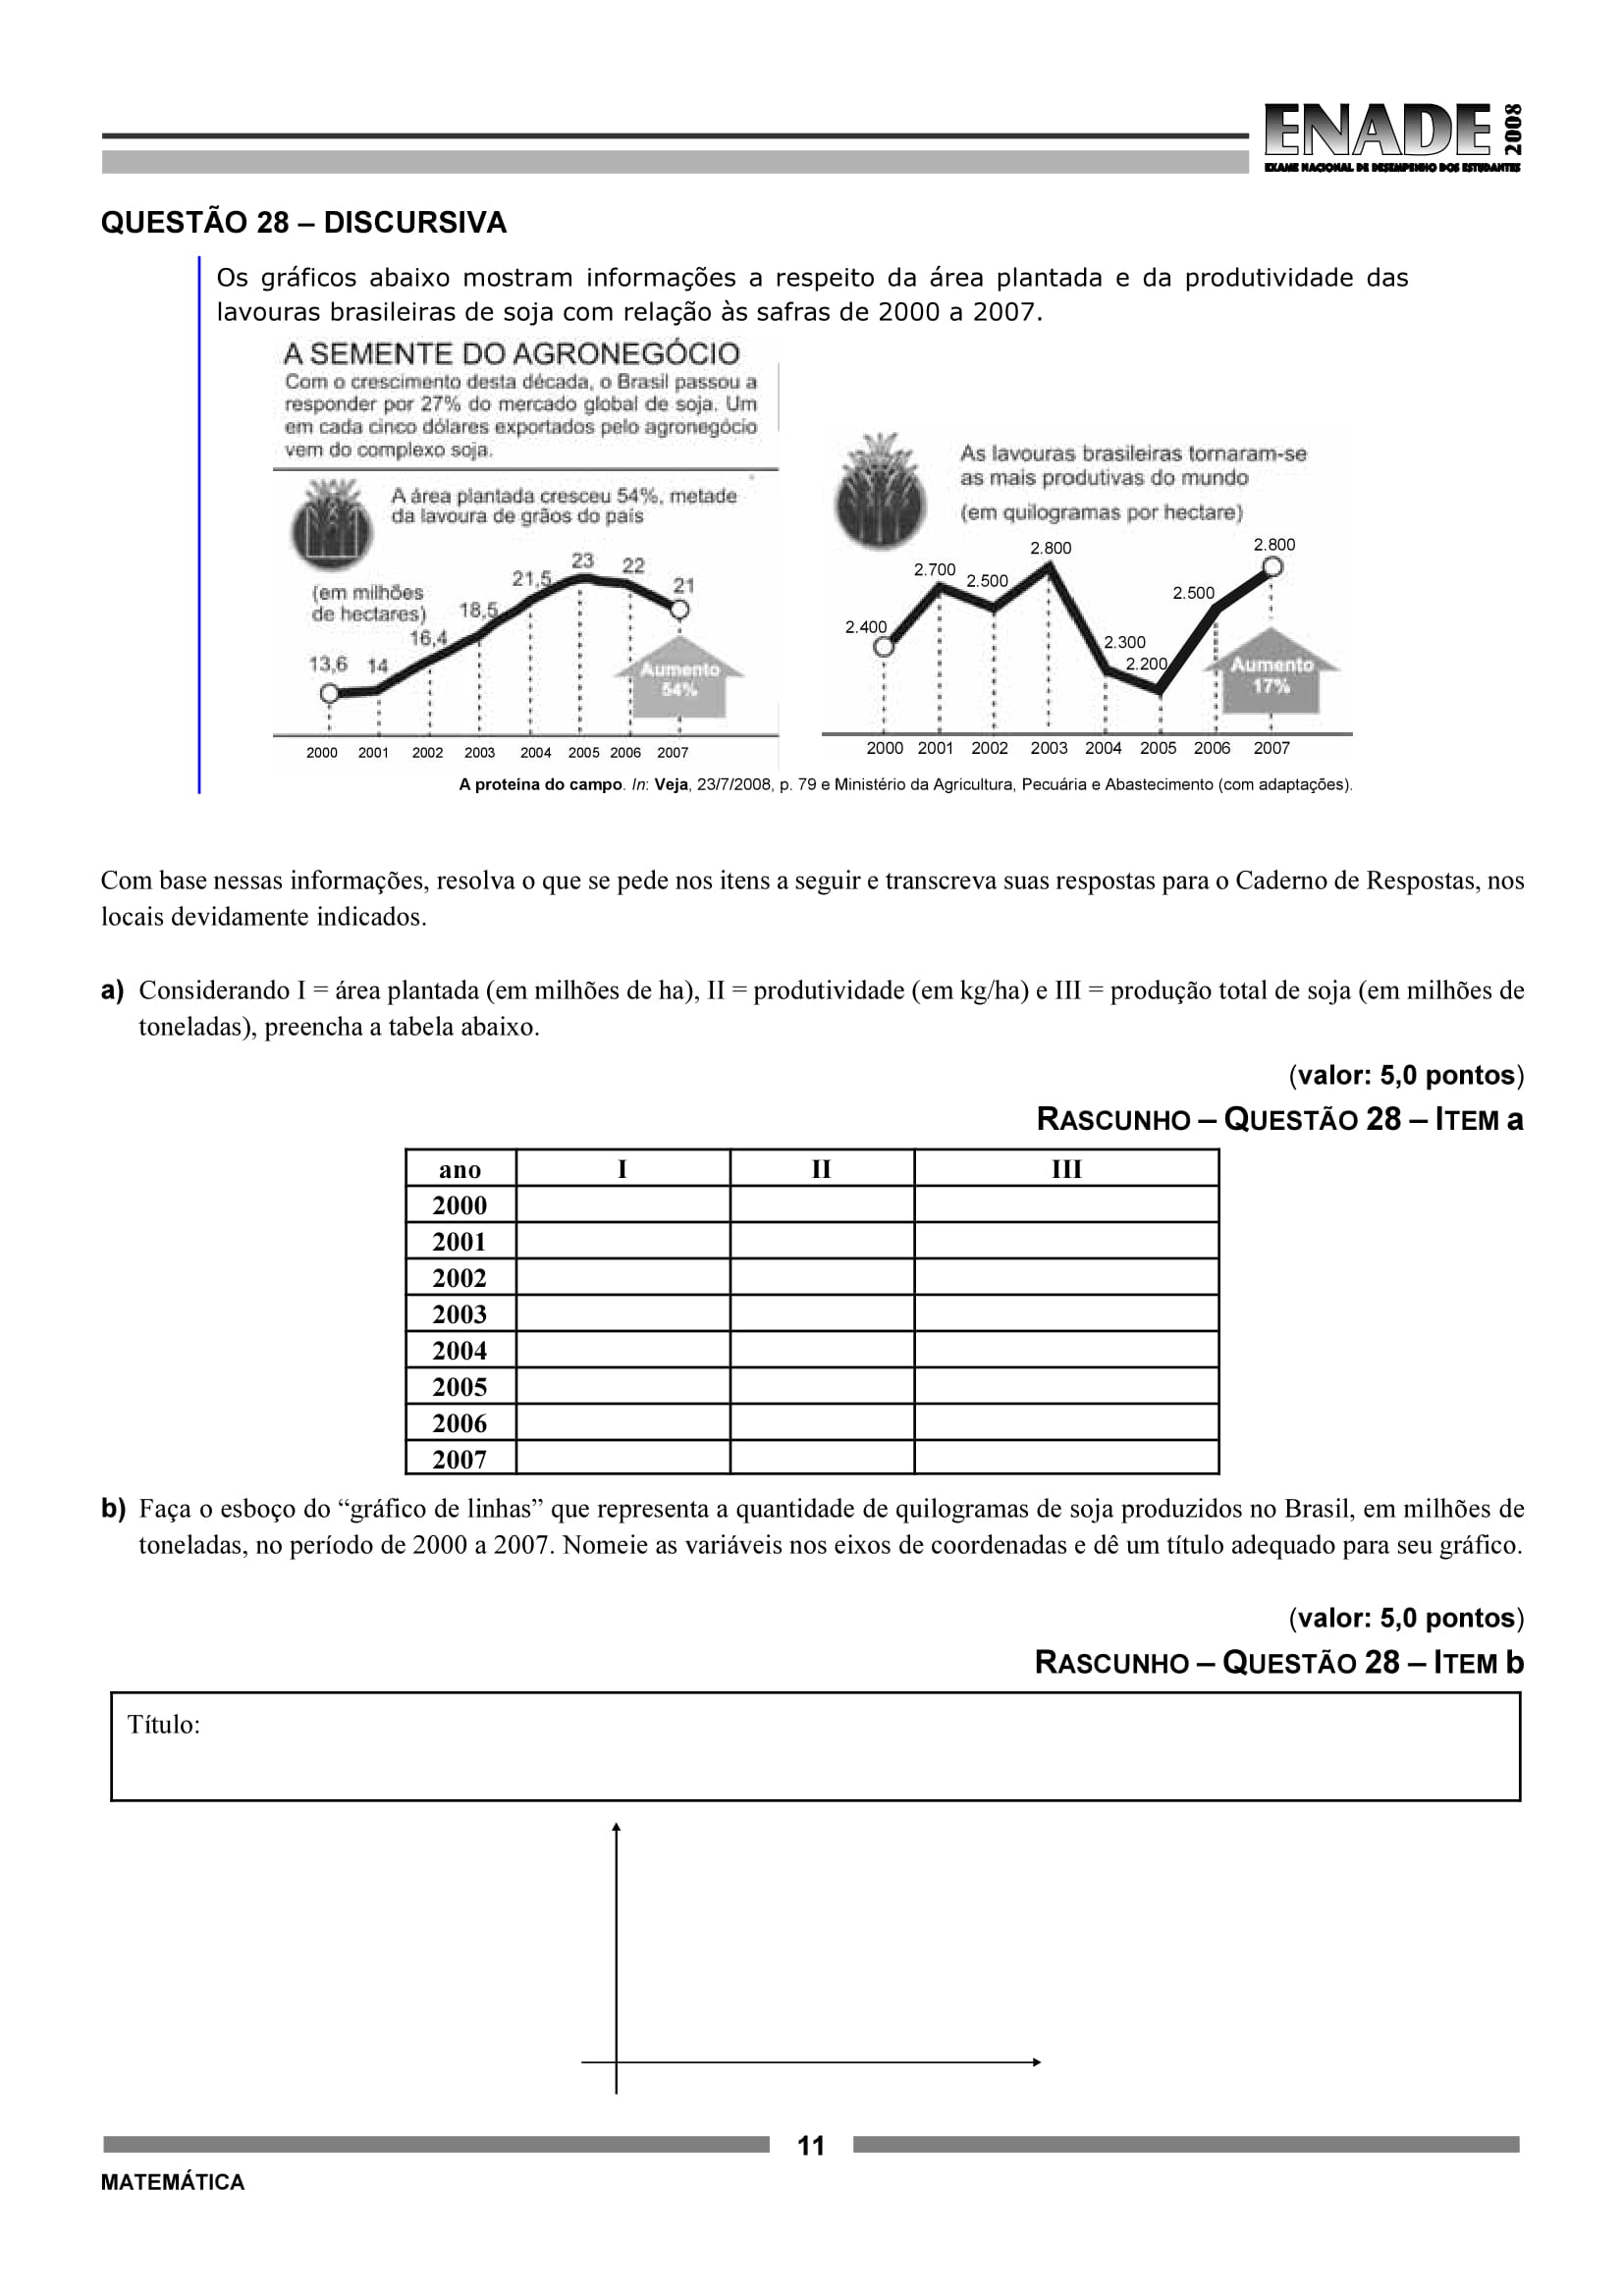 ENADE 2008
EXAME NACIONAL DE DESEMPENHO DOS ESTUDANTES
QUESTÃO 28 – DISCURSIVA
Os gráficos abaixo mostram informações a respeito da área plantada e da produtividade das
lavouras brasileiras de soja com relação às safras de 2000 a 2007.
A SEMENTE DO AGRONEGÓCIO
Com o crescimento desta década, o Brasil passou a
responder por 27% do mercado global de soja. Um
em cada cinco dólares exportados pelo agronegócio
vem do complexo soja.
A área plantada cresceu 54%, metade
da lavoura de grãos do país
(em milhões
de hectares)
13,6 14 16,4 18,5 21,5 23 22 21
Aumento
54%
2000 2001 2002 2003 2004 2005 2006 2007
As lavouras brasileiras tornaram-se
as mais produtivas do mundo
(em quilogramas por hectare)
2.400 2.700 2.500 2.800 2.300 2.200 2.500 2.800
Aumento
17%
2000 2001 2002 2003 2004 2005 2006 2007
A proteína do campo. In: Veja, 23/7/2008, p. 79 e Ministério da Agricultura, Pecuária e Abastecimento (com adaptações).
Com base nessas informações, resolva o que se pede nos itens a seguir e transcreva suas respostas para o Caderno de Respostas, nos
locais devidamente indicados.
a) Considerando I = área plantada (em milhões de ha), II = produtividade (em kg/ha) e III = produção total de soja (em milhões de
toneladas), preencha a tabela abaixo.
(valor: 5,0 pontos)
RASCUNHO – QUESTÃO 28 – ITEM a
ano I II III
2000
2001
2002
2003
2004
2005
2006
2007
b) Faça o esboço do “gráfico de linhas” que representa a quantidade de quilogramas de soja produzidos no Brasil, em milhões de
toneladas, no período de 2000 a 2007. Nomeie as variáveis nos eixos de coordenadas e dê um título adequado para seu gráfico.
(valor: 5,0 pontos)
RASCUNHO – QUESTÃO 28 – ITEM b
Título:
11
MATEMÁTICA